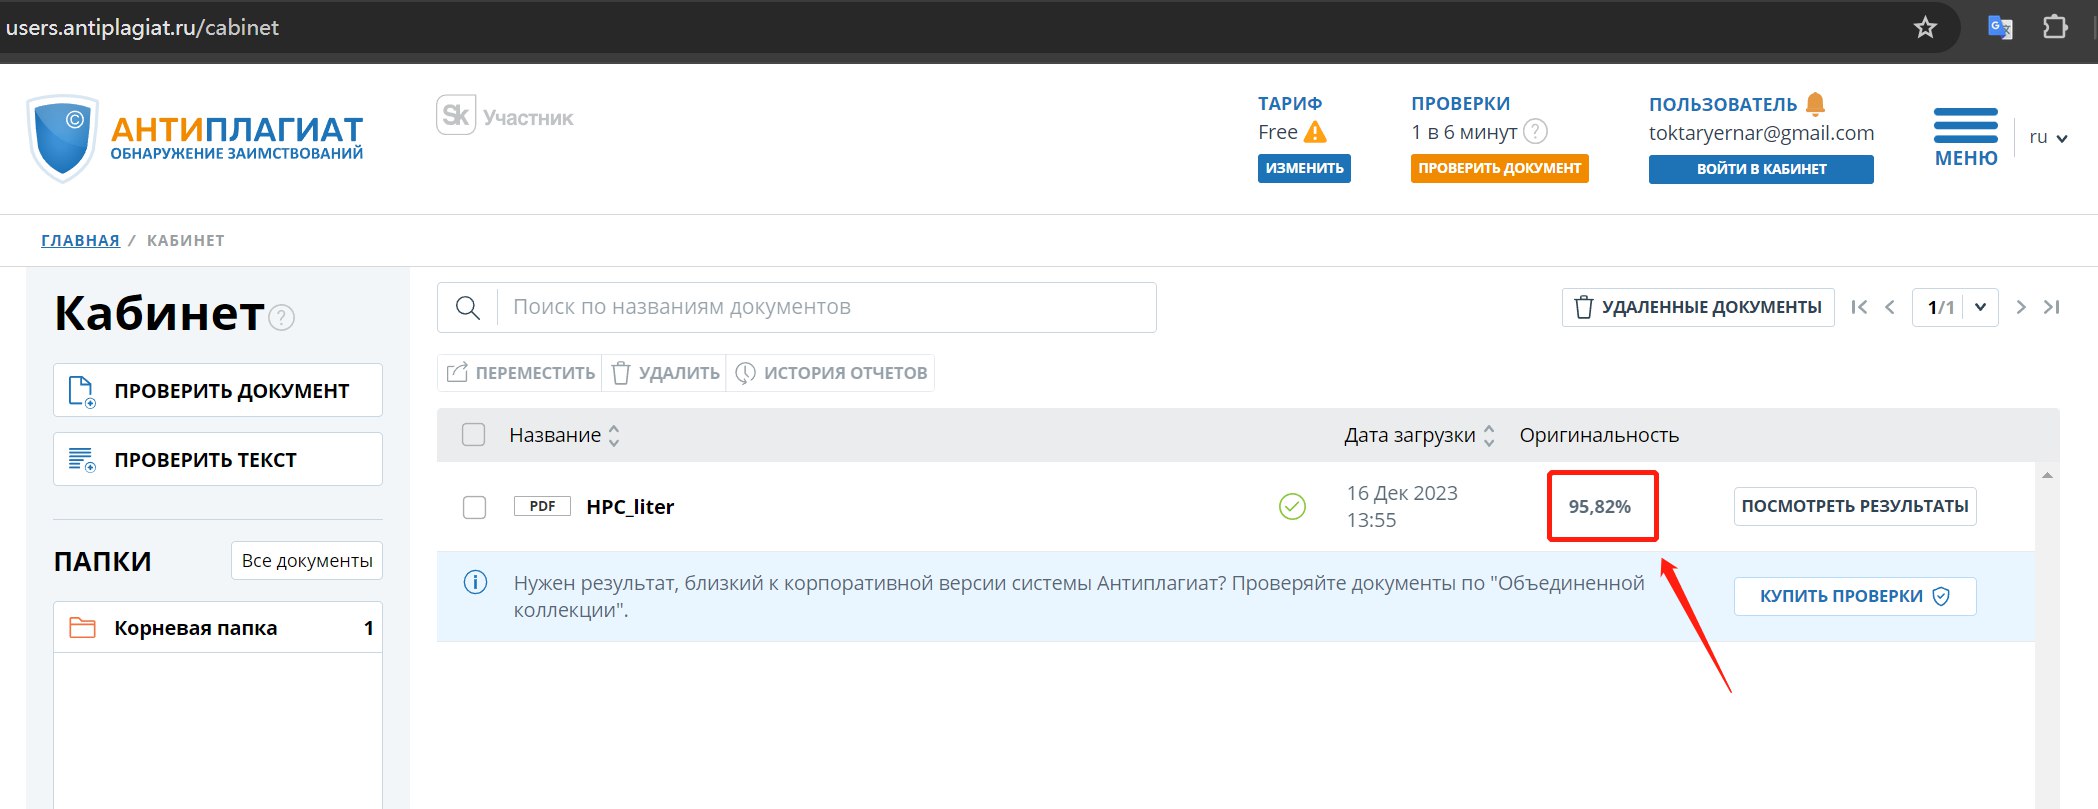 users.antiplagiat.ru/cabinet
©
АНТИПЛАГИАТ
ОБНАРУЖЕНИЕ ЗАИМСТВОВАНИЙ
Sk Участник
ТАРИФ
Free
ИЗМЕНИТЬ
ПРОВЕРКИ
1 в 6 минут ?
ПРОВЕРИТЬ ДОКУМЕНТ
ПОЛЬЗОВАТЕЛЬ
toktaryernar@gmail.com
ВОЙТИ В КАБИНЕТ
МЕНЮ
ru
ГЛАВНАЯ / КАБИНЕТ
Кабинет ?
ПРОВЕРИТЬ ДОКУМЕНТ
ПРОВЕРИТЬ ТЕКСТ
ПАПКИ Все документы
Корневая папка 1
Поиск по названиям документов
УДАЛЕННЫЕ ДОКУМЕНТЫ
1/1
ПЕРЕМЕСТИТЬ УДАЛИТЬ ИСТОРИЯ ОТЧЕТОВ
Название Дата загрузки Оригинальность
PDF HPC_liter
16 Дек 2023
13:55
95,82%
ПОСМОТРЕТЬ РЕЗУЛЬТАТЫ
Нужен результат, близкий к корпоративной версии системы Антиплагиат? Проверяйте документы по "Объединенной
коллекции".
КУПИТЬ ПРОВЕРКИ